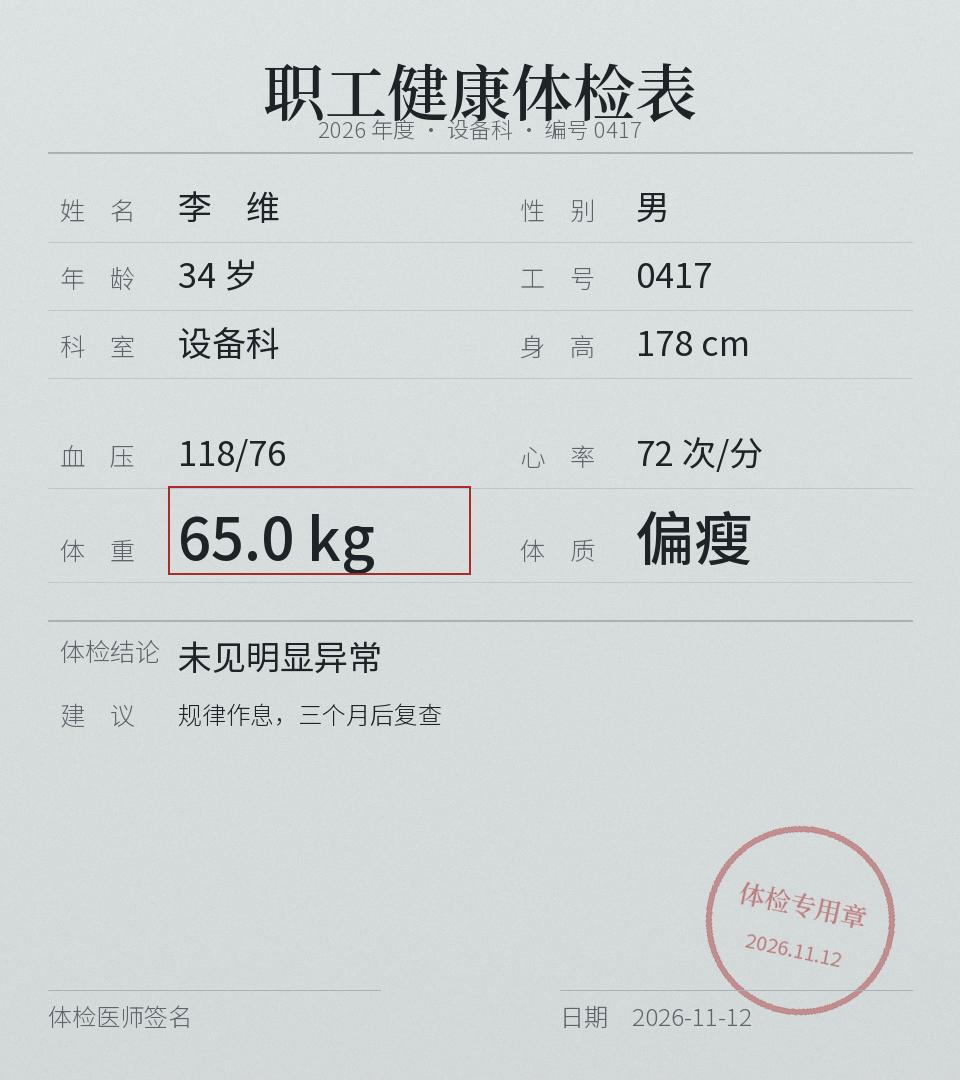 职工健康体检表
2026 年度 · 设备科 · 编号 0417
姓 名 李 维 性 别 男
年 龄 34 岁 工 号 0417
科 室 设备科 身 高 178 cm
血 压 118/76 心 率 72 次/分
体 重 65.0 kg 体 质 偏瘦
体检结论 未见明显异常
建 议 规律作息，三个月后复查
体检专用章
2026.11.12
体检医师签名 日期 2026-11-12